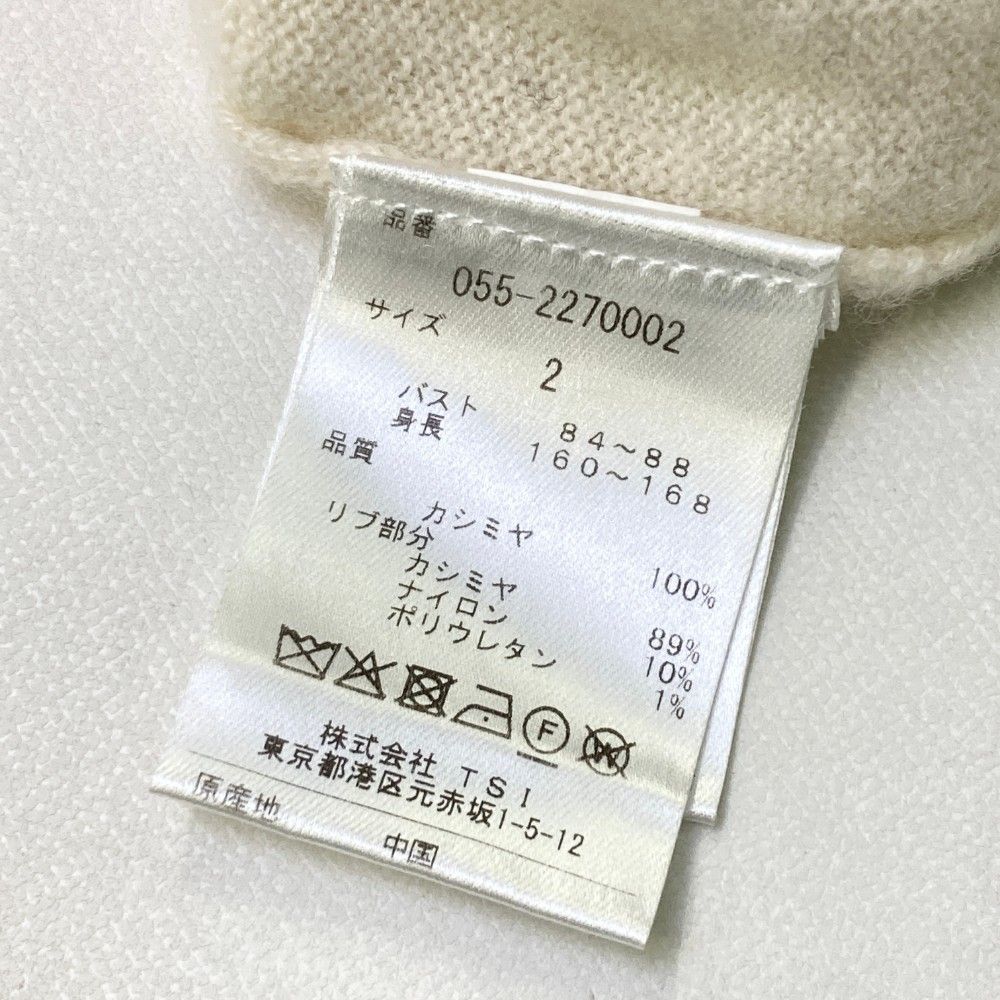 品番
055-2270002
サイズ
2
バスト 84～88
身長 160～168
品質
カシミヤ 100%
リブ部分
カシミヤ 89%
ナイロン 10%
ポリウレタン 1%
F W
株式会社 TSI
東京都港区元赤坂1-5-12
原産地
中国